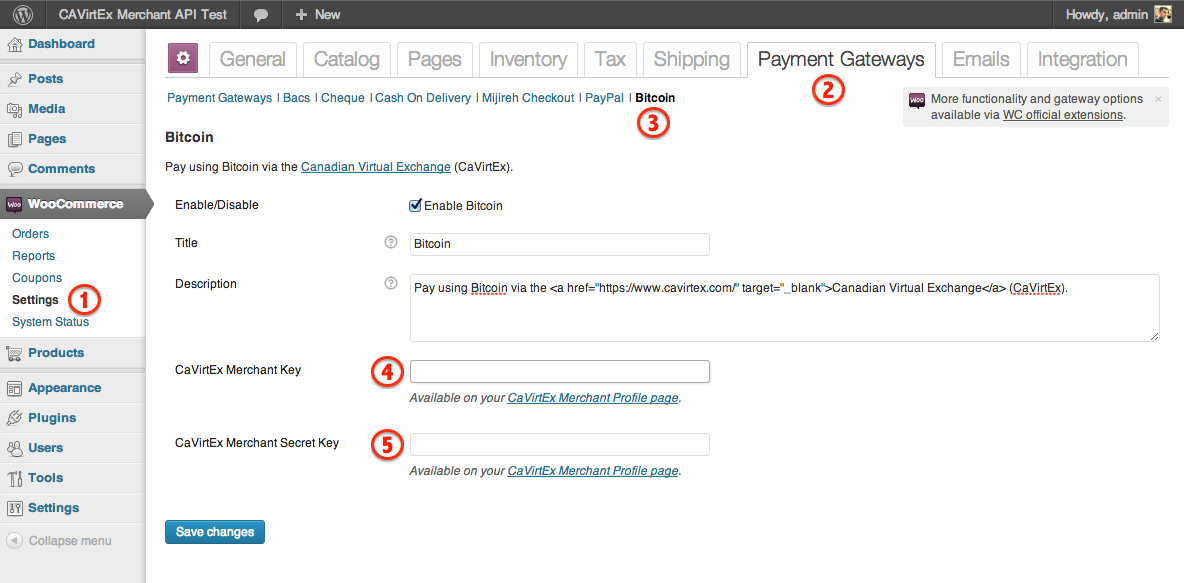 CAVirtEx Merchant API Test
+ New
Howdy, admin
Dashboard
Posts
Media
Pages
Comments
WOO WooCommerce
Orders
Reports
Coupons
Settings 1
System Status
Products
Appearance
Plugins
Users
Tools
Settings
Collapse menu
General Catalog Pages Inventory Tax Shipping Payment Gateways Emails Integration
2
Payment Gateways | Bacs | Cheque | Cash On Delivery | Mijireh Checkout | PayPal | Bitcoin
3
WOO More functionality and gateway options ×
available via WC official extensions.
Bitcoin
Pay using Bitcoin via the Canadian Virtual Exchange (CaVirtEx).
Enable/Disable Enable Bitcoin
Title ? Bitcoin
Description ? Pay using Bitcoin via the <a href="https://www.cavirtex.com/" target="_blank">Canadian Virtual Exchange</a> (CaVirtEx).
CaVirtEx Merchant Key 4
Available on your CaVirtEx Merchant Profile page.
CaVirtEx Merchant Secret Key 5
Available on your CaVirtEx Merchant Profile page.
Save changes